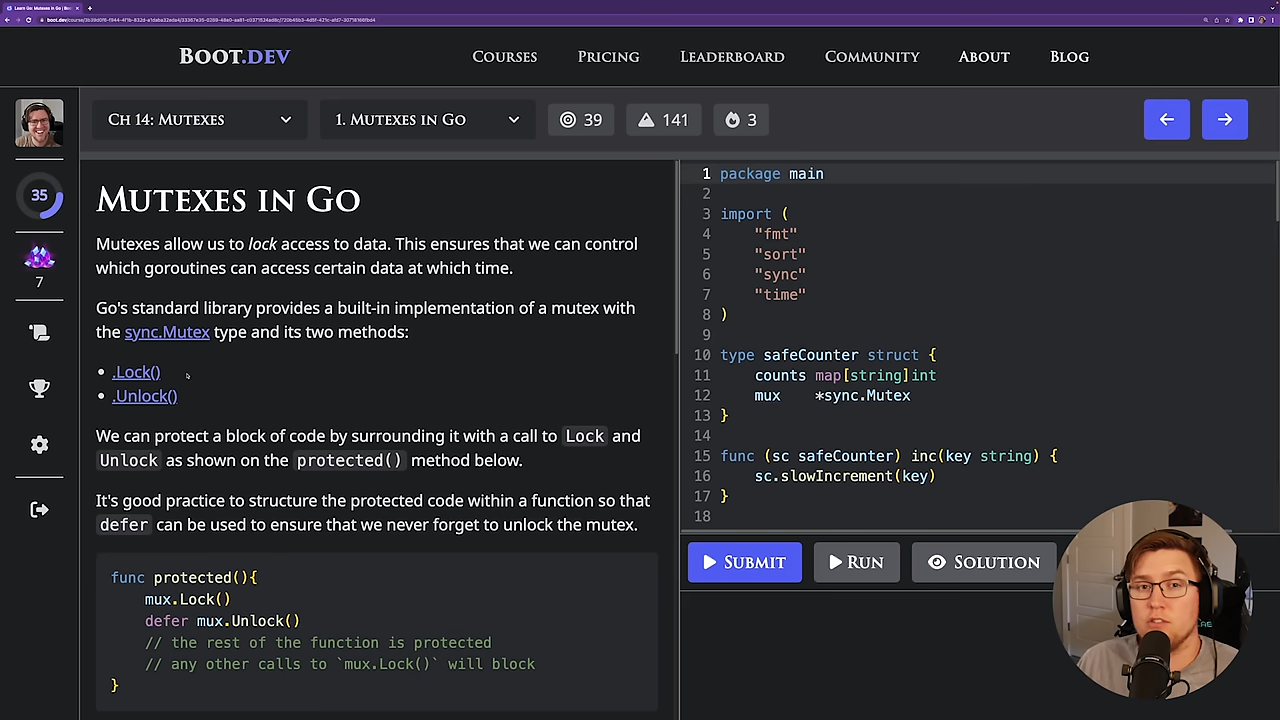 Learn Go: Mutexes in Go | Boot
BOOT.DEV
COURSES PRICING LEADERBOARD COMMUNITY ABOUT BLOG
CH 14: MUTEXES 1. MUTEXES IN GO 39 141 3
35
7
MUTEXES IN GO
Mutexes allow us to lock access to data. This ensures that we can control
which goroutines can access certain data at which time.
Go's standard library provides a built-in implementation of a mutex with
the sync.Mutex type and its two methods:
• .Lock()
• .Unlock()
We can protect a block of code by surrounding it with a call to Lock and
Unlock as shown on the protected() method below.
It's good practice to structure the protected code within a function so that
defer can be used to ensure that we never forget to unlock the mutex.
func protected(){
mux.Lock()
defer mux.Unlock()
// the rest of the function is protected
// any other calls to `mux.Lock()` will block
}
1 package main
2
3 import (
4 "fmt"
5 "sort"
6 "sync"
7 "time"
8 )
9
10 type safeCounter struct {
11 counts map[string]int
12 mux *sync.Mutex
13 }
14
15 func (sc safeCounter) inc(key string) {
16 sc.slowIncrement(key)
17 }
18
SUBMIT RUN SOLUTION